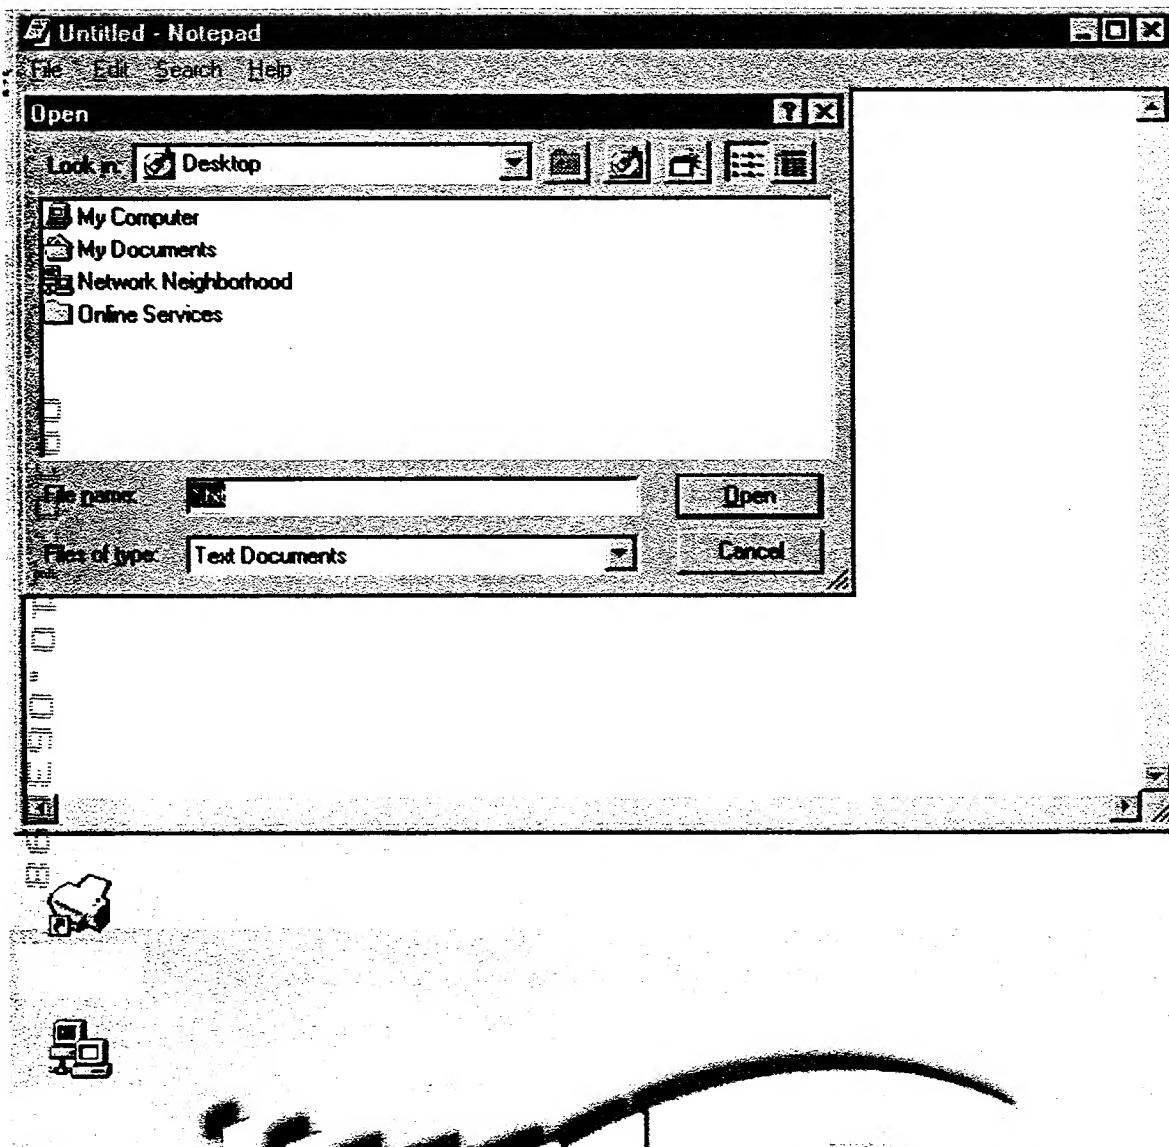 Untitled - Notepad
File Edit Search Help
Open
Look in: Desktop
My Computer
My Documents
Network Neighborhood
Online Services
File name:
Open
Files of type: Text Documents
Cancel